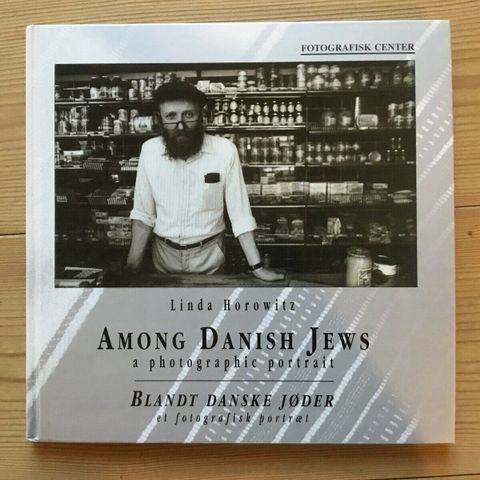 FOTOGRAFISK CENTER
Linda Horowitz
AMONG DANISH JEWS
a photographic portrait
BLANDT DANSKE JØDER
et fotografisk portræt